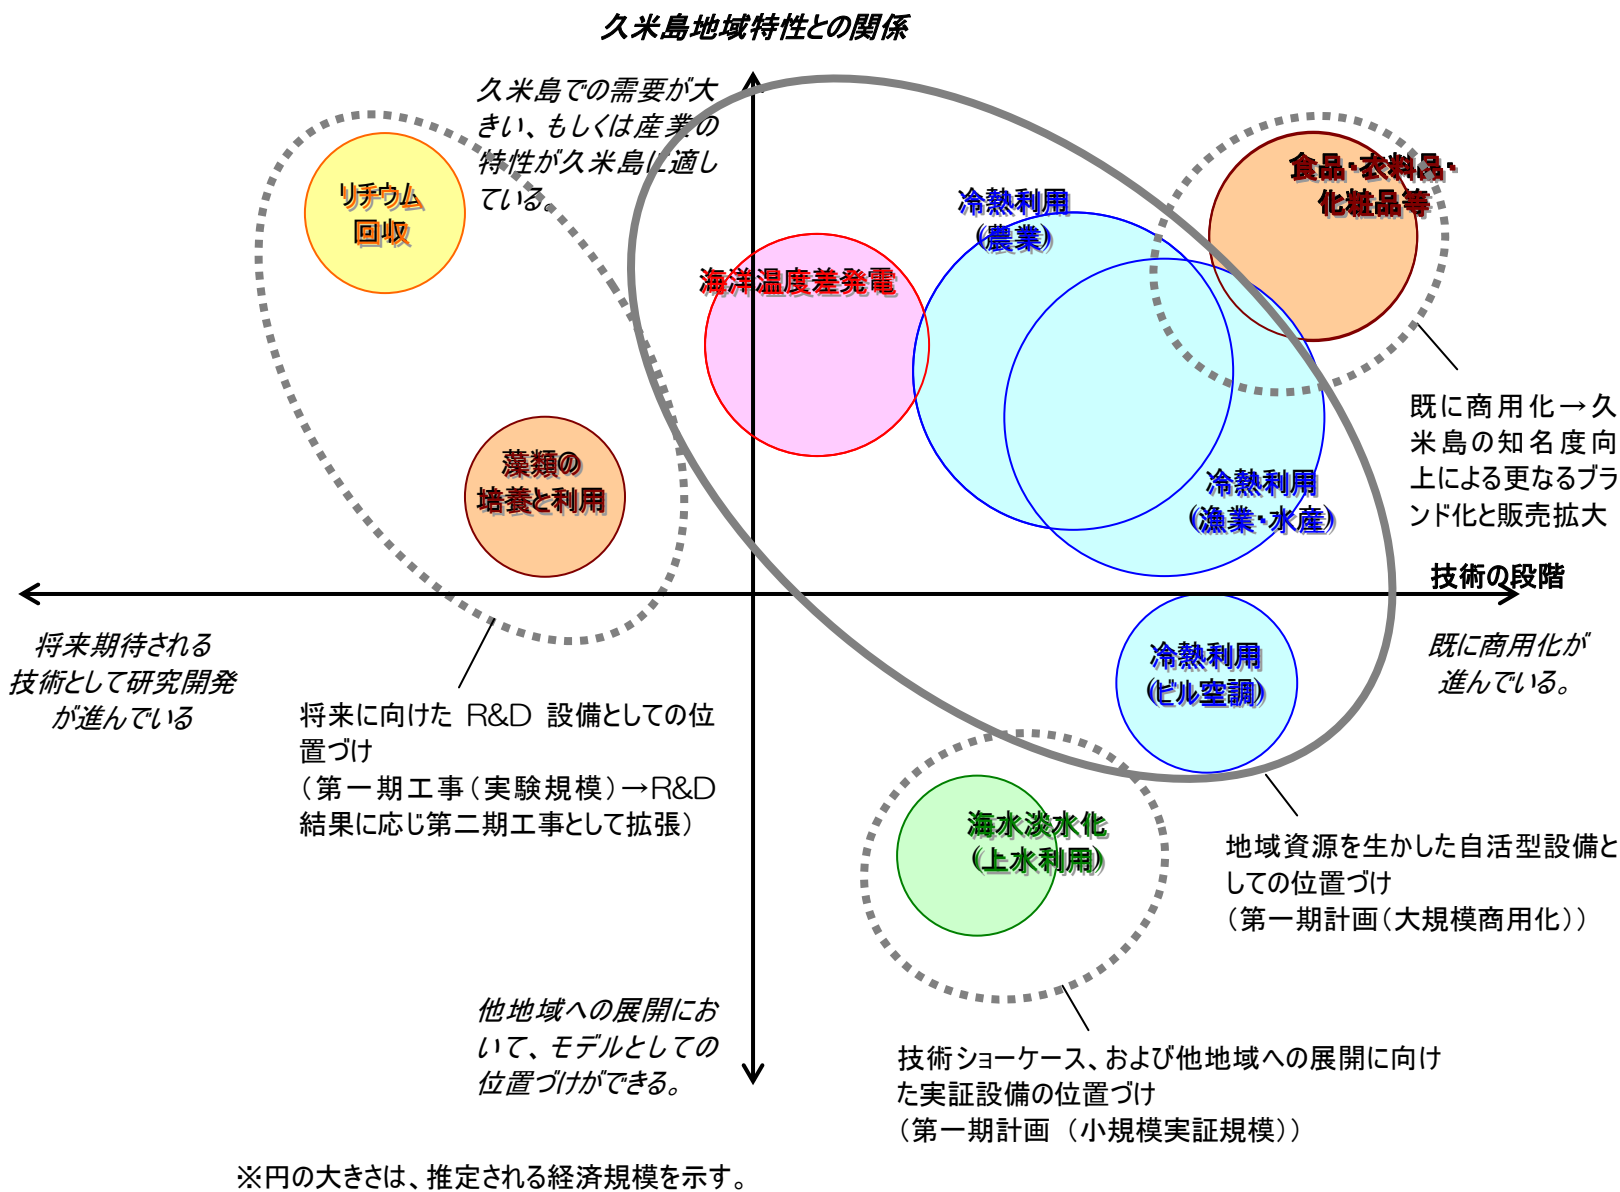 久米島地域特性との関係
久米島での需要が大
きい、もしくは産業の
特性が久米島に適し
ている。
リチウム
回収
冷熱利用
(農業)
食品・衣料品・
化粧品等
海洋温度差発電
既に商用化→久
米島の知名度向
上による更なるブラ
ンド化と販売拡大
藻類の
培養と利用
冷熱利用
(漁業・水産)
技術の段階
将来期待される
技術として研究開発
が進んでいる
既に商用化が
進んでいる。
冷熱利用
(ビル空調)
将来に向けた R&D 設備としての位
置づけ
（第一期工事（実験規模）→R&D
結果に応じ第二期工事として拡張）
海水淡水化
(上水利用)
地域資源を生かした自活型設備と
しての位置づけ
（第一期計画（大規模商用化））
他地域への展開にお
いて、モデルとしての
位置づけができる。
技術ショーケース、および他地域への展開に向け
た実証設備の位置づけ
（第一期計画 （小規模実証規模））
※円の大きさは、推定される経済規模を示す。